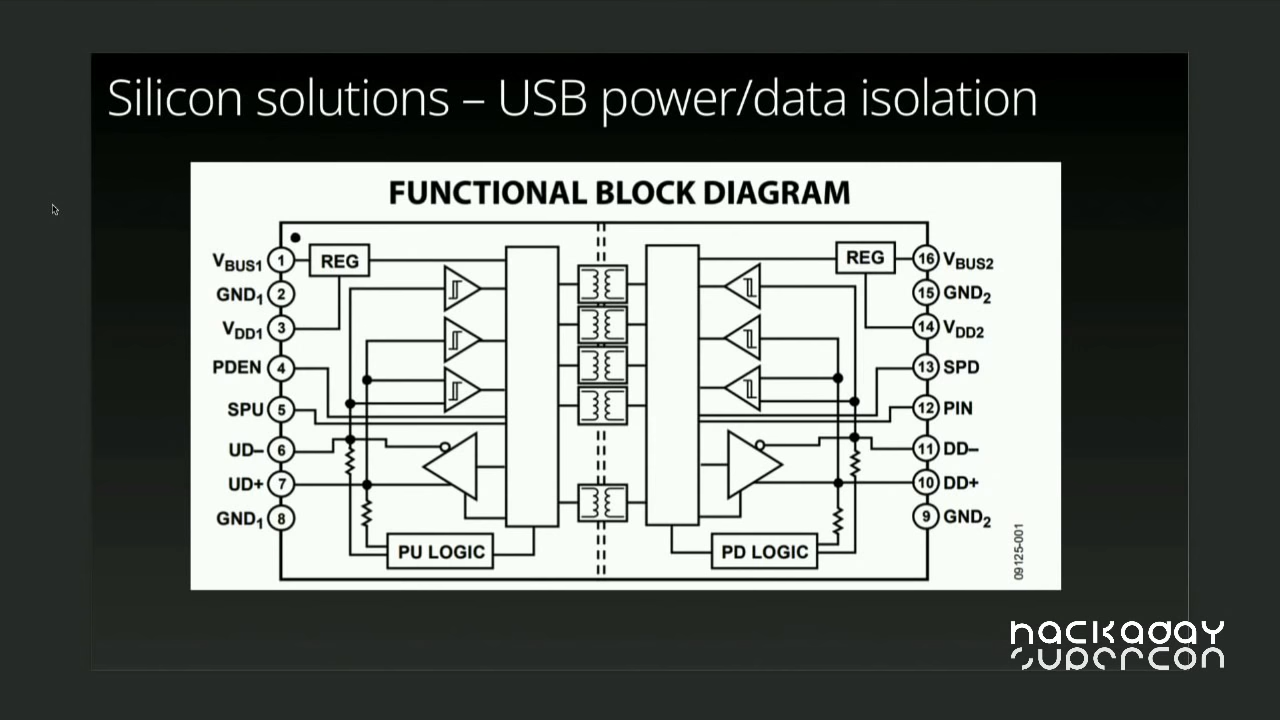 Silicon solutions – USB power/data isolation
FUNCTIONAL BLOCK DIAGRAM
VBUS1 1 REG
GND1 2
VDD1 3
PDEN 4
SPU 5
UD– 6
UD+ 7
GND1 8
PU LOGIC
REG 16 VBUS2
15 GND2
14 VDD2
13 SPD
12 PIN
11 DD–
10 DD+
9 GND2
PD LOGIC
09125-001
hackaday
supercon